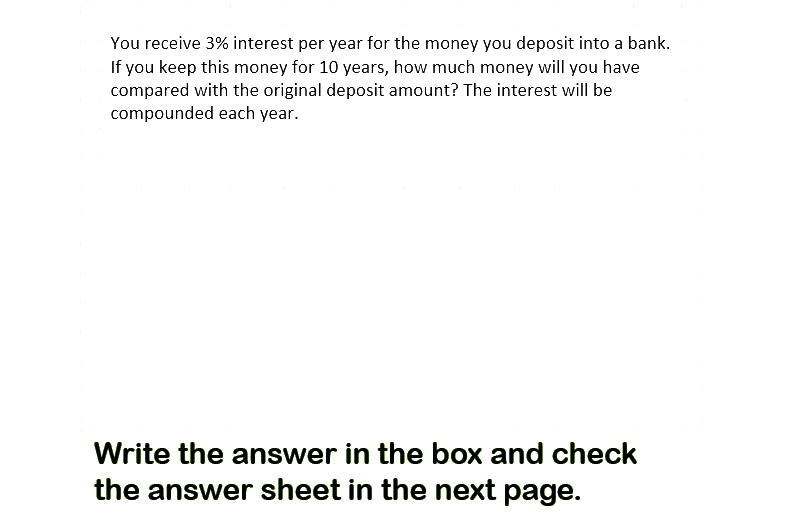 You receive 3% interest per year for the money you deposit into a bank.
If you keep this money for 10 years, how much money will you have
compared with the original deposit amount? The interest will be
compounded each year.
Write the answer in the box and check
the answer sheet in the next page.